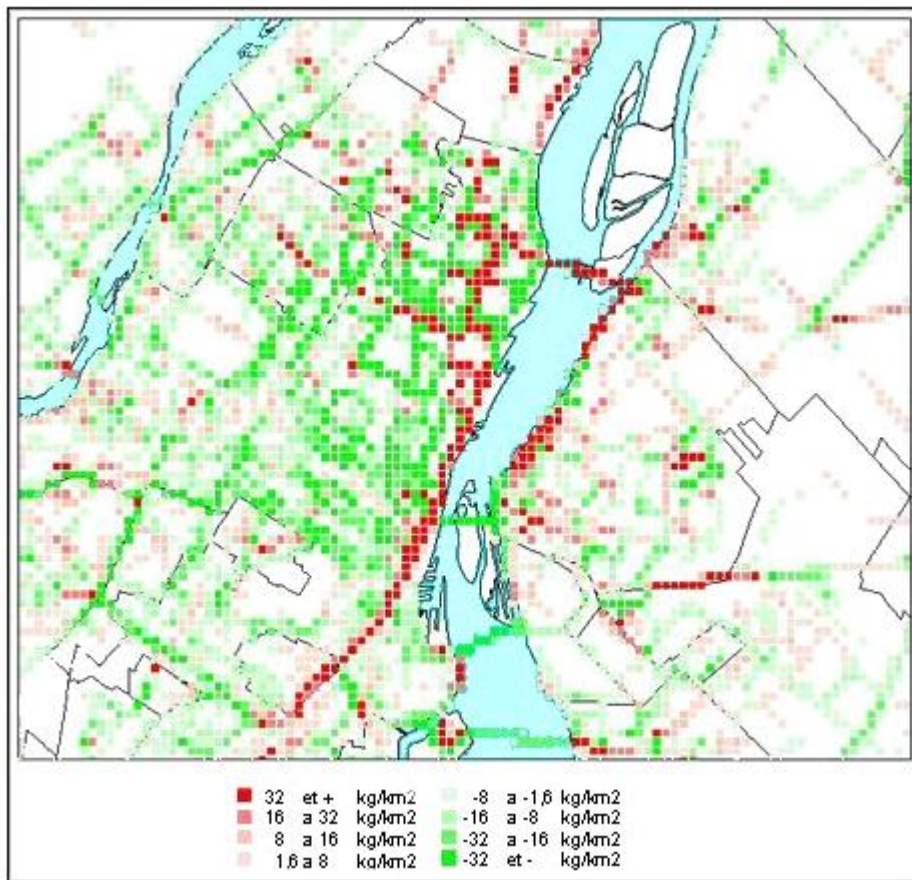 32 et + kg/km2 -8 a -1,6 kg/km2
16 a 32 kg/km2 -16 a -8 kg/km2
8 a 16 kg/km2 -32 a -16 kg/km2
1,6 a 8 kg/km2 -32 et - kg/km2